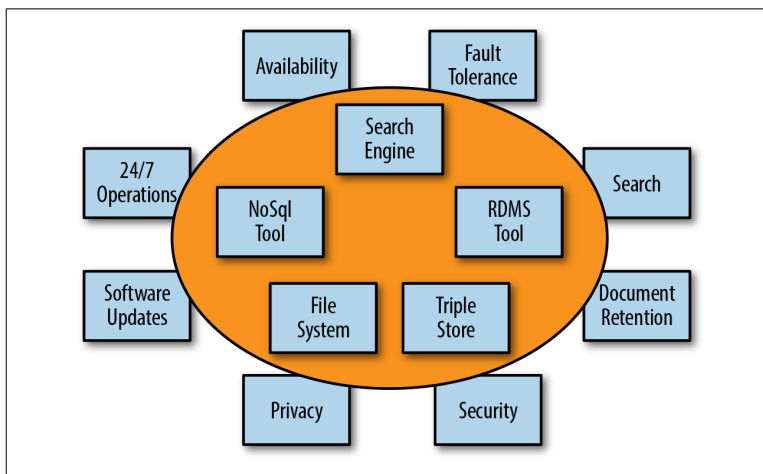 Availability
Fault
Tolerance
Search
Engine
24/7
Operations
Search
NoSql
Tool
RDMS
Tool
Software
Updates
File
System
Triple
Store
Document
Retention
Privacy
Security